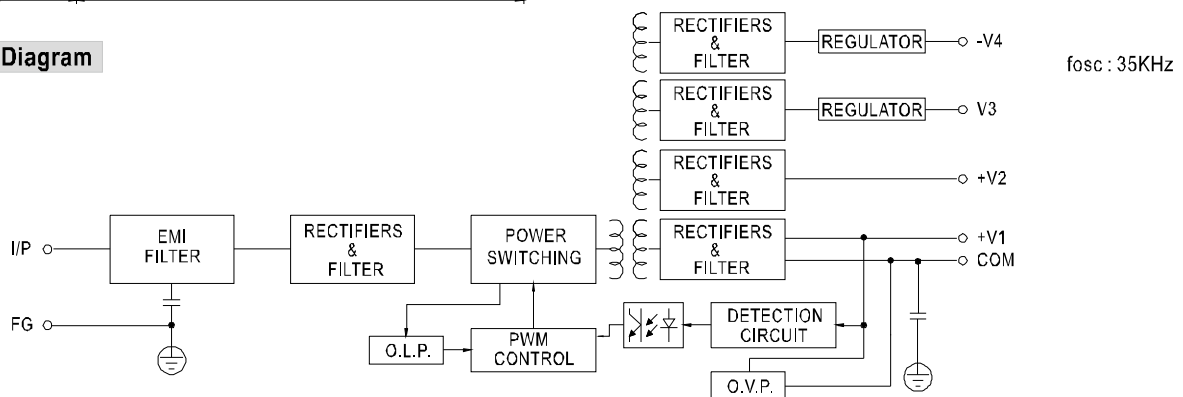 Diagram
fosc : 35KHz
RECTIFIERS
&
FILTER
REGULATOR
-V4
RECTIFIERS
&
FILTER
REGULATOR
V3
RECTIFIERS
&
FILTER
+V2
I/P
EMI
FILTER
RECTIFIERS
&
FILTER
POWER
SWITCHING
RECTIFIERS
&
FILTER
+V1
COM
FG
O.L.P.
PWM
CONTROL
DETECTION
CIRCUIT
O.V.P.